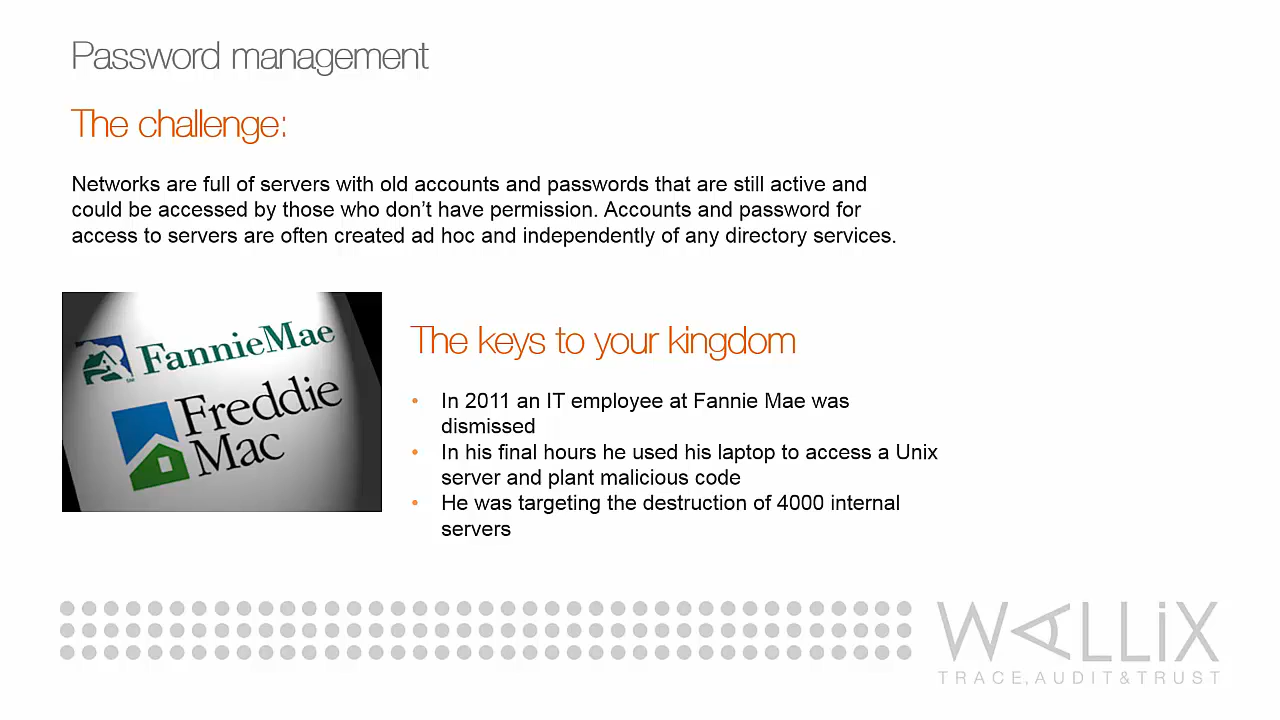 Password management
The challenge:
Networks are full of servers with old accounts and passwords that are still active and
could be accessed by those who don't have permission. Accounts and password for
access to servers are often created ad hoc and independently of any directory services.
FannieMae
Freddie
Mac
The keys to your kingdom
• In 2011 an IT employee at Fannie Mae was
dismissed
• In his final hours he used his laptop to access a Unix
server and plant malicious code
• He was targeting the destruction of 4000 internal
servers
WALLiX
TRACE,AUDIT&TRUST